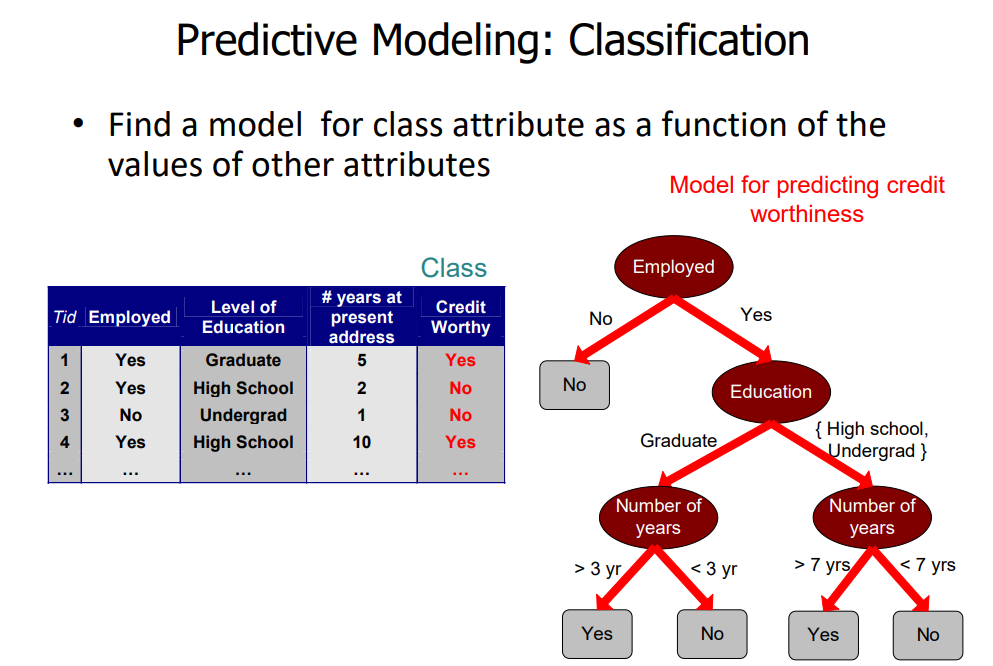 Predictive Modeling: Classification
• Find a model for class attribute as a function of the
values of other attributes
Model for predicting credit
worthiness
Class
Tid Employed Level of Education # years at present address Credit Worthy
1 Yes Graduate 5 Yes
2 Yes High School 2 No
3 No Undergrad 1 No
4 Yes High School 10 Yes
... ... ... ... ...
Employed
No Yes
No
Education
Graduate { High school,
Undergrad }
Number of
years
Number of
years
> 3 yr < 3 yr > 7 yrs < 7 yrs
Yes No Yes No